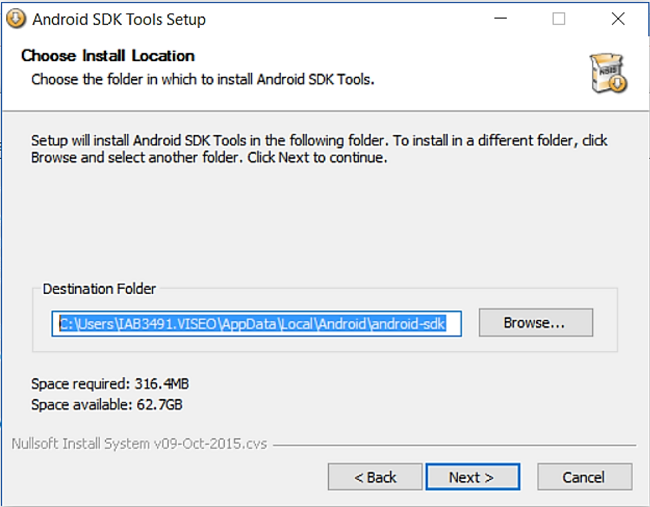 Android SDK Tools Setup
Choose Install Location
Choose the folder in which to install Android SDK Tools.
NSIS
Setup will install Android SDK Tools in the following folder. To install in a different folder, click
Browse and select another folder. Click Next to continue.
Destination Folder
C:\Users\IAB3491.VISEO\AppData\Local\Android\android-sdk
Browse...
Space required: 316.4MB
Space available: 62.7GB
Nullsoft Install System v09-Oct-2015.cvs
< Back
Next >
Cancel